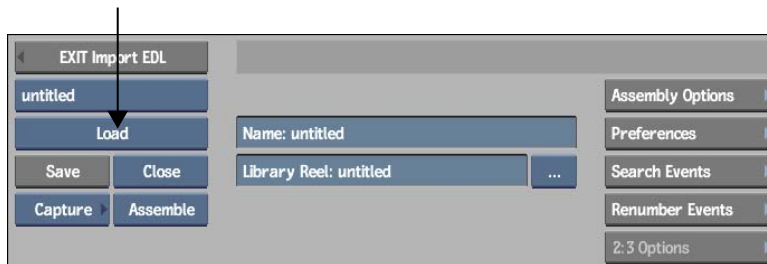 EXIT Import EDL
untitled
Load
Save
Close
Capture
Assemble
Name: untitled
Library Reel: untitled
...
Assembly Options
Preferences
Search Events
Renumber Events
2:3 Options